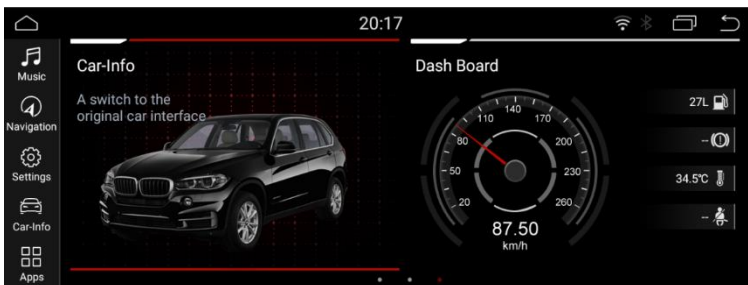 20:17
Music
Navigation
Settings
Car-Info
Apps
Car-Info
A switch to the
original car interface
Dash Board
20
50
80
110
140
170
200
230
260
87.50
km/h
27L
--
34.5℃
--